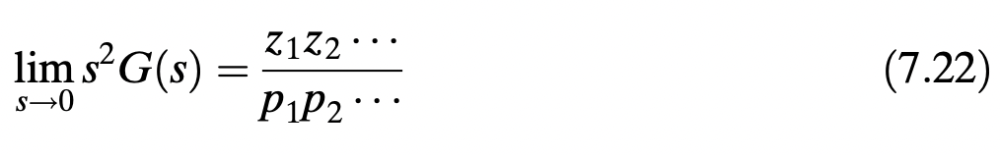 lim s→0 s²G(s) = z₁z₂ ⋯ / p₁p₂ ⋯ (7.22)